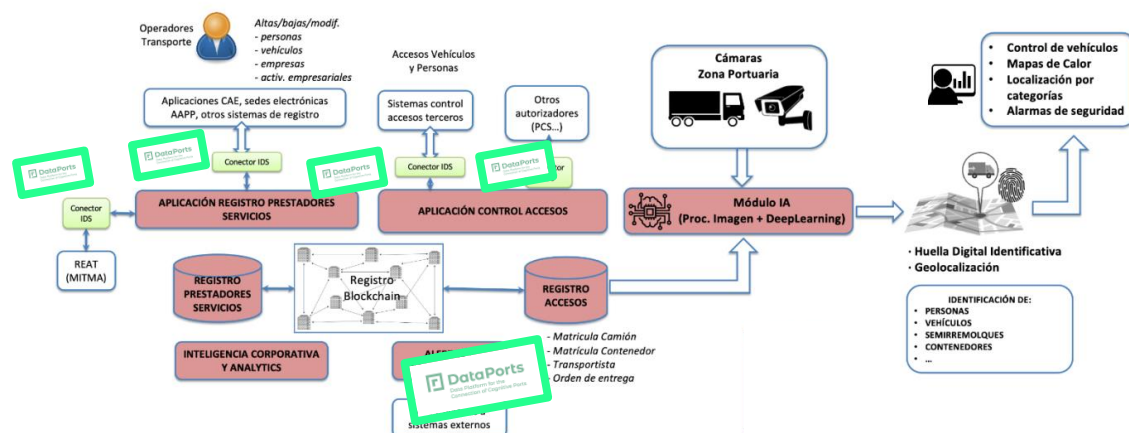 Operadores
Transporte
Altas/bajas/modif.
- personas
- vehículos
- empresas
- activ. empresariales
Accesos Vehículos
y Personas
Aplicaciones CAE, sedes electrónicas
AAPP, otros sistemas de registro
Sistemas control
accesos terceros
Otros
autorizadores
(PCS...)
Cámaras
Zona Portuaria
• Control de vehículos
• Mapas de Calor
• Localización por
categorías
• Alarmas de seguridad
DataPorts
DataPorts
DataPorts
DataPorts
Conector IDS
Conector IDS
Conector
IDS
APLICACIÓN REGISTRO PRESTADORES
SERVICIOS
APLICACIÓN CONTROL ACCESOS
Módulo IA
(Proc. Imagen + DeepLearning)
REAT
(MITMA)
REGISTRO
PRESTADORES
SERVICIOS
Registro
Blockchain
REGISTRO
ACCESOS
· Huella Digital Identificativa
· Geolocalización
IDENTIFICACIÓN DE:
• PERSONAS
• VEHÍCULOS
• SEMIRREMOLQUES
• CONTENEDORES
• ...
INTELIGENCIA CORPORATIVA
Y ANALYTICS
- Matricula Camión
- Matrícula Contenedor
- Transportista
- Orden de entrega
DataPorts
Data Platform for the
Connection of Cognitive Ports
sistemas externos